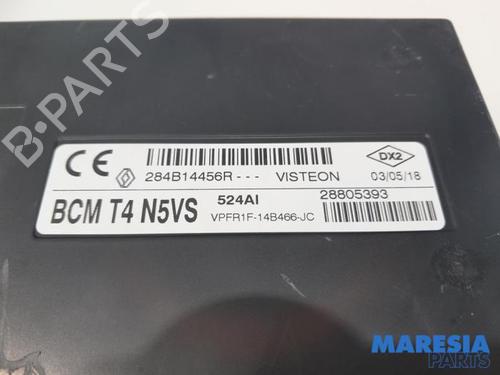 B-PARTS
CE
284B14456R--- VISTEON
DX2
03/05/18
BCM T4 N5VS
524AI
28805393
VPFR1F-14B466-JC
MARESIA
PARTS